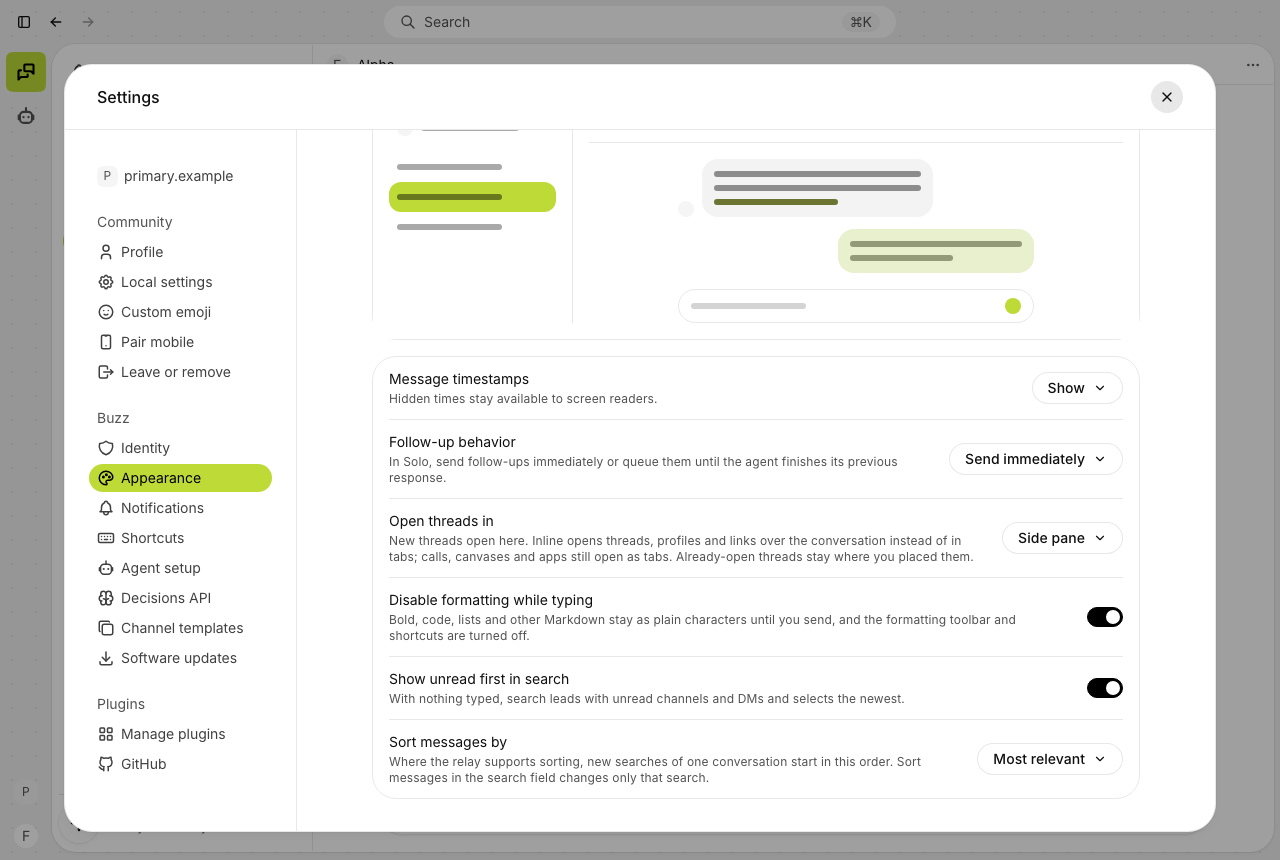 Search
⌘K
Settings
P primary.example
Community
Profile
Local settings
Custom emoji
Pair mobile
Leave or remove
Buzz
Identity
Appearance
Notifications
Shortcuts
Agent setup
Decisions API
Channel templates
Software updates
Plugins
Manage plugins
GitHub
Message timestamps
Hidden times stay available to screen readers.
Show
Follow-up behavior
In Solo, send follow-ups immediately or queue them until the agent finishes its previous
response.
Send immediately
Open threads in
New threads open here. Inline opens threads, profiles and links over the conversation instead of in
tabs; calls, canvases and apps still open as tabs. Already-open threads stay where you placed them.
Side pane
Disable formatting while typing
Bold, code, lists and other Markdown stay as plain characters until you send, and the formatting toolbar and
shortcuts are turned off.
Show unread first in search
With nothing typed, search leads with unread channels and DMs and selects the newest.
Sort messages by
Where the relay supports sorting, new searches of one conversation start in this order. Sort
messages in the search field changes only that search.
Most relevant
P
F